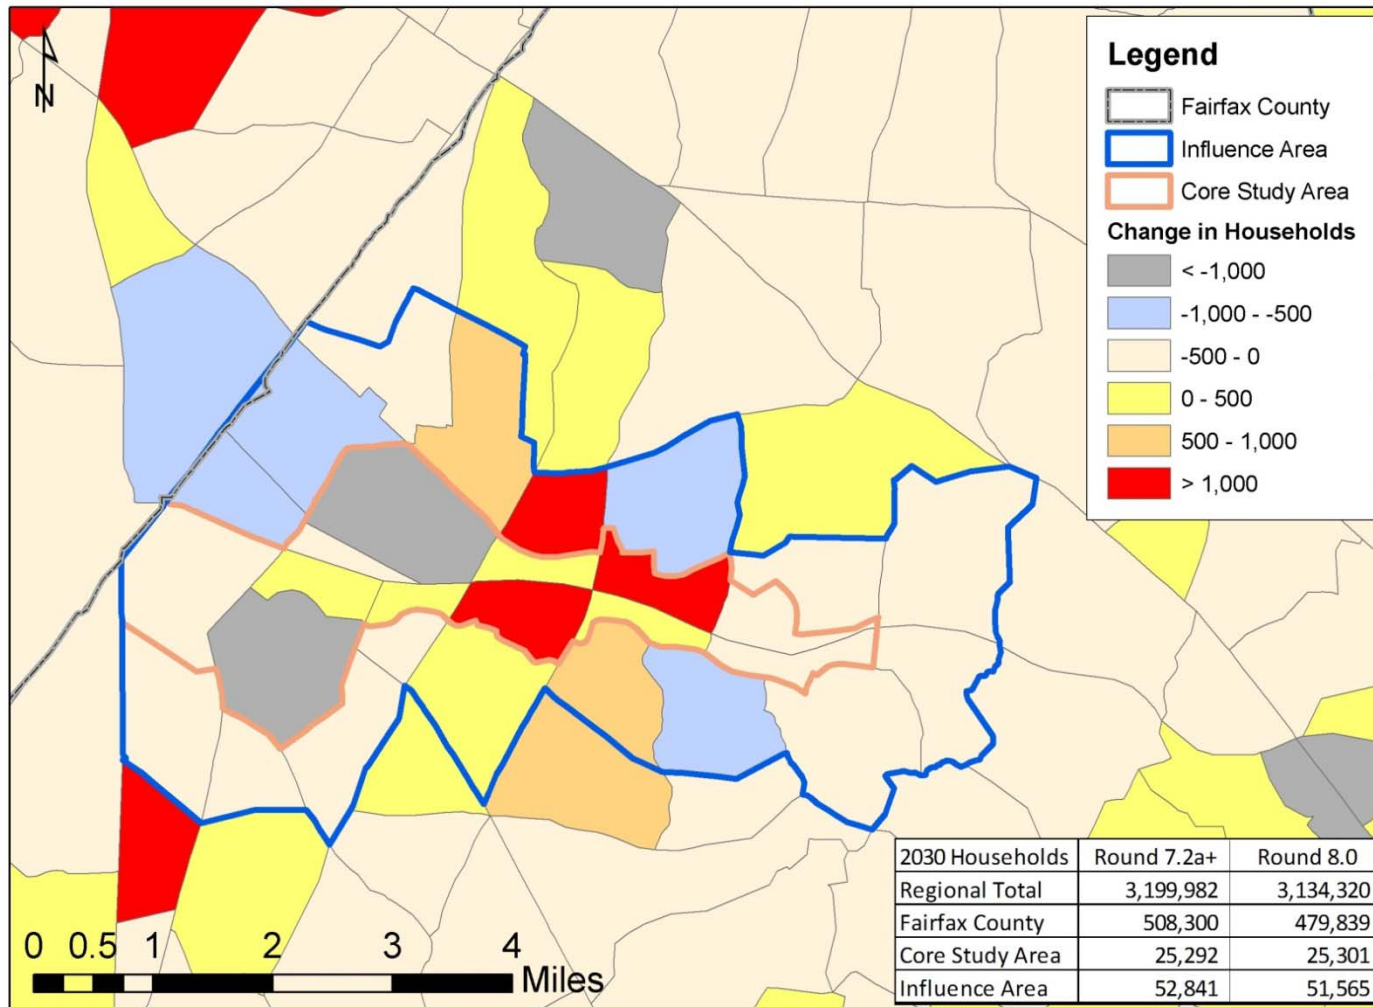 N
Legend
Fairfax County
Influence Area
Core Study Area
Change in Households
< -1,000
-1,000 - -500
-500 - 0
0 - 500
500 - 1,000
> 1,000
2030 Households Round 7.2a+ Round 8.0
Regional Total 3,199,982 3,134,320
Fairfax County 508,300 479,839
Core Study Area 25,292 25,301
Influence Area 52,841 51,565
0 0.5 1 2 3 4
Miles